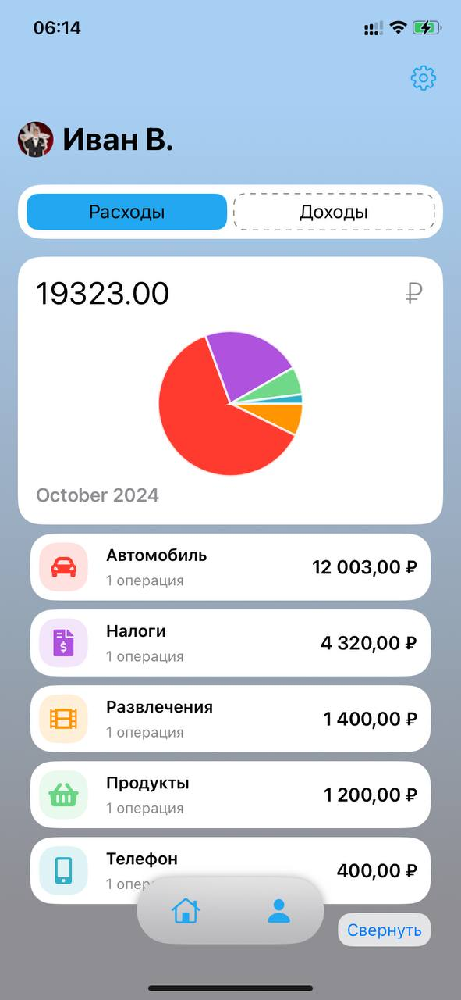 06:14
Иван В.
Расходы
Доходы
19323.00 ₽
October 2024
Автомобиль
1 операция
12 003,00 ₽
Налоги
1 операция
4 320,00 ₽
Развлечения
1 операция
1 400,00 ₽
Продукты
1 операция
1 200,00 ₽
Телефон
1 опер
400,00 ₽
Свернуть